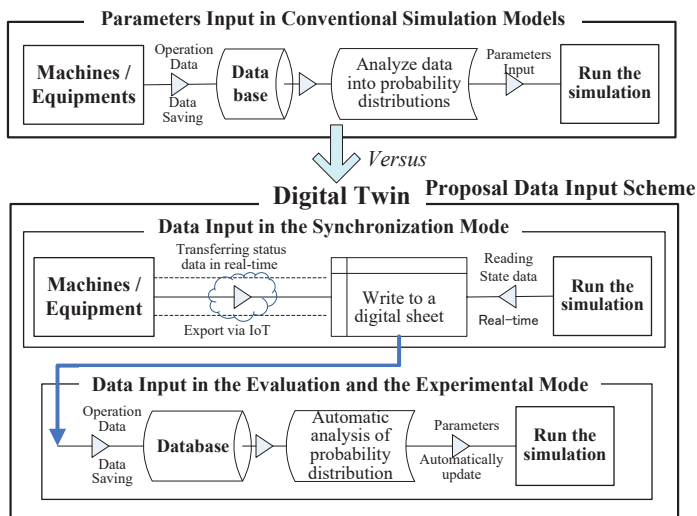 Parameters Input in Conventional Simulation Models
Machines /
Equipments
Operation
Data
Data
Saving
Data
base
Analyze data
into probability
distributions
Parameters
Input
Run the
simulation
Versus
Digital Twin Proposal Data Input Scheme
Data Input in the Synchronization Mode
Machines /
Equipment
Transferring status
data in real-time
Export via IoT
Write to a
digital sheet
Reading
State data
Real-time
Run the
simulation
Data Input in the Evaluation and the Experimental Mode
Operation
Data
Data
Saving
Database
Automatic
analysis of
probability
distribution
Parameters
Automatically
update
Run the
simulation